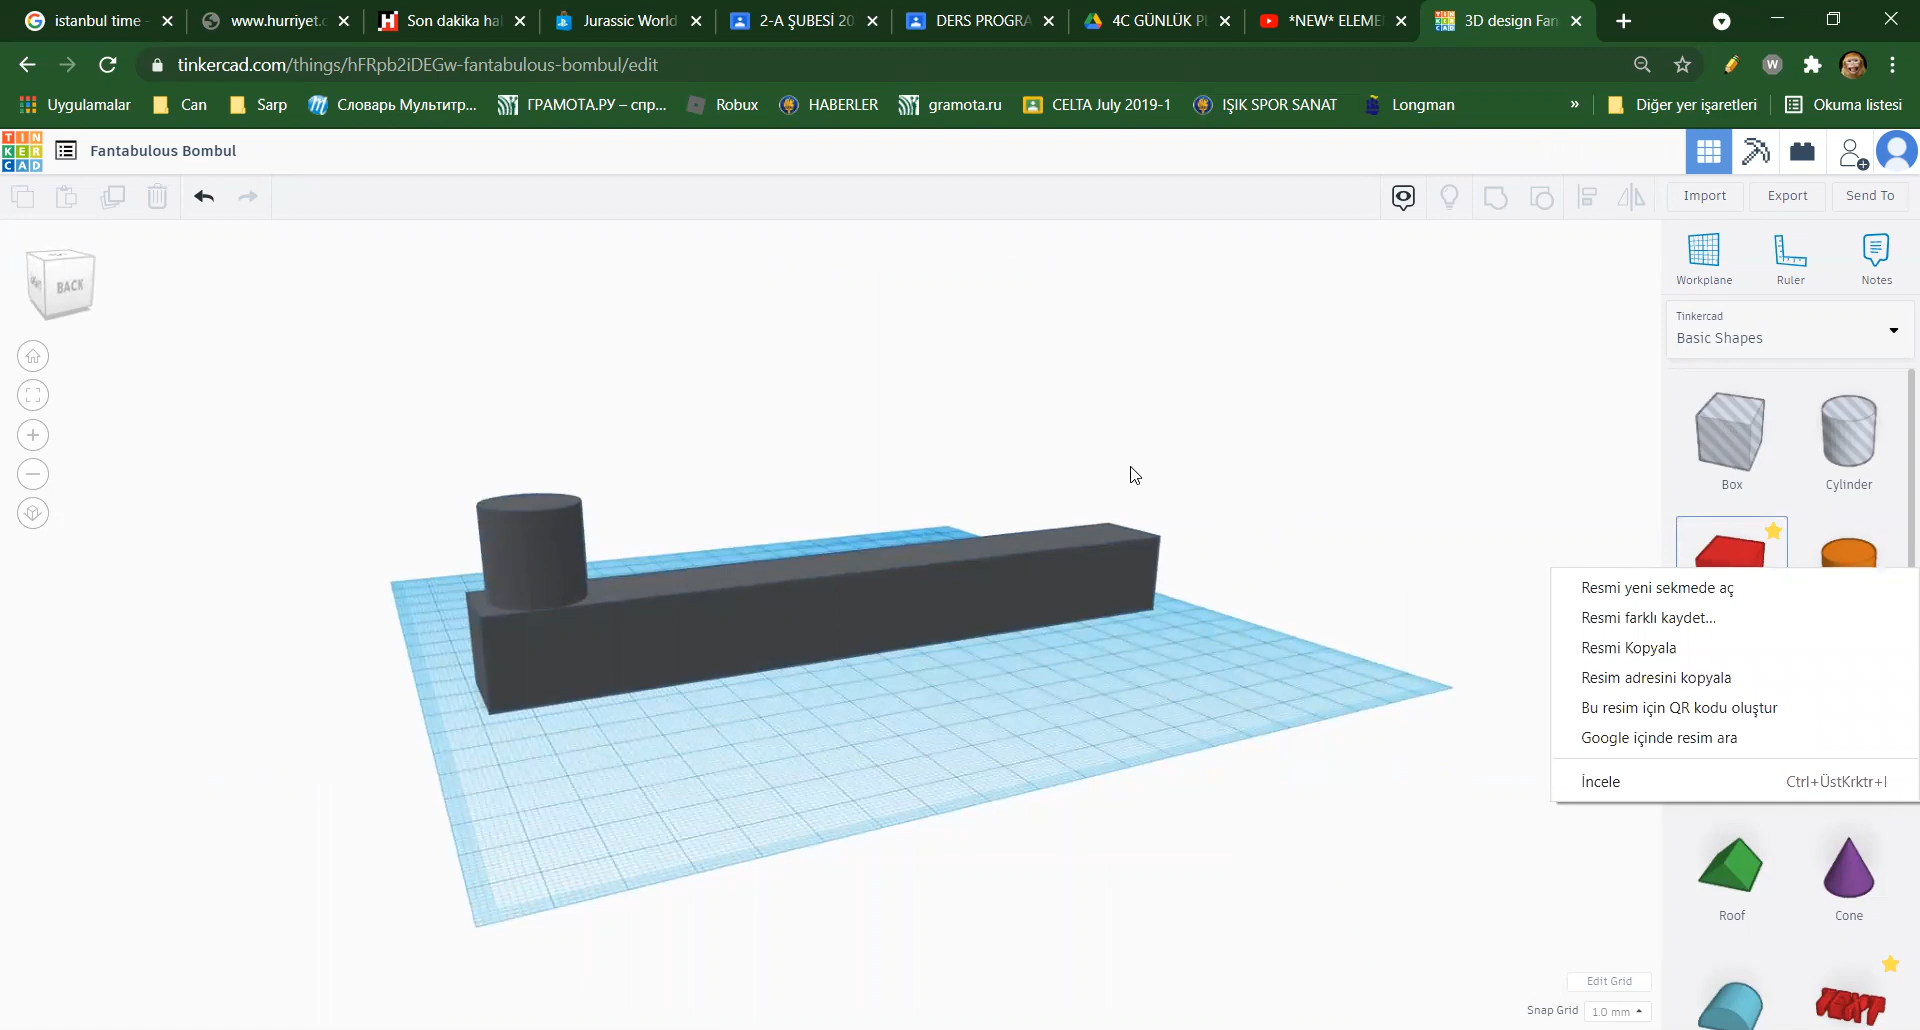 istanbul time
www.hurriyet.c
Son dakika hal
Jurassic World
2-A ŞUBESİ 20
DERS PROGRA
4C GÜNLÜK PL
*NEW* ELEME
3D design Fan
tinkercad.com/things/hFRpb2iDEGw-fantabulous-bombul/edit
W
Uygulamalar
Can
Sarp
Словарь Мультитр...
ГРАМОТА.РУ – спр...
Robux
HABERLER
gramota.ru
CELTA July 2019-1
IŞIK SPOR SANAT
Longman
»
Diğer yer işaretleri
Okuma listesi
TIN
KER
CAD
Fantabulous Bombul
Import
Export
Send To
BACK
Workplane
Ruler
Notes
Tinkercad
Basic Shapes
Box
Cylinder
Resmi yeni sekmede aç
Resmi farklı kaydet...
Resmi Kopyala
Resim adresini kopyala
Bu resim için QR kodu oluştur
Google içinde resim ara
İncele
Ctrl+ÜstKrktr+I
Roof
Cone
TEXT
Edit Grid
Snap Grid
1.0 mm